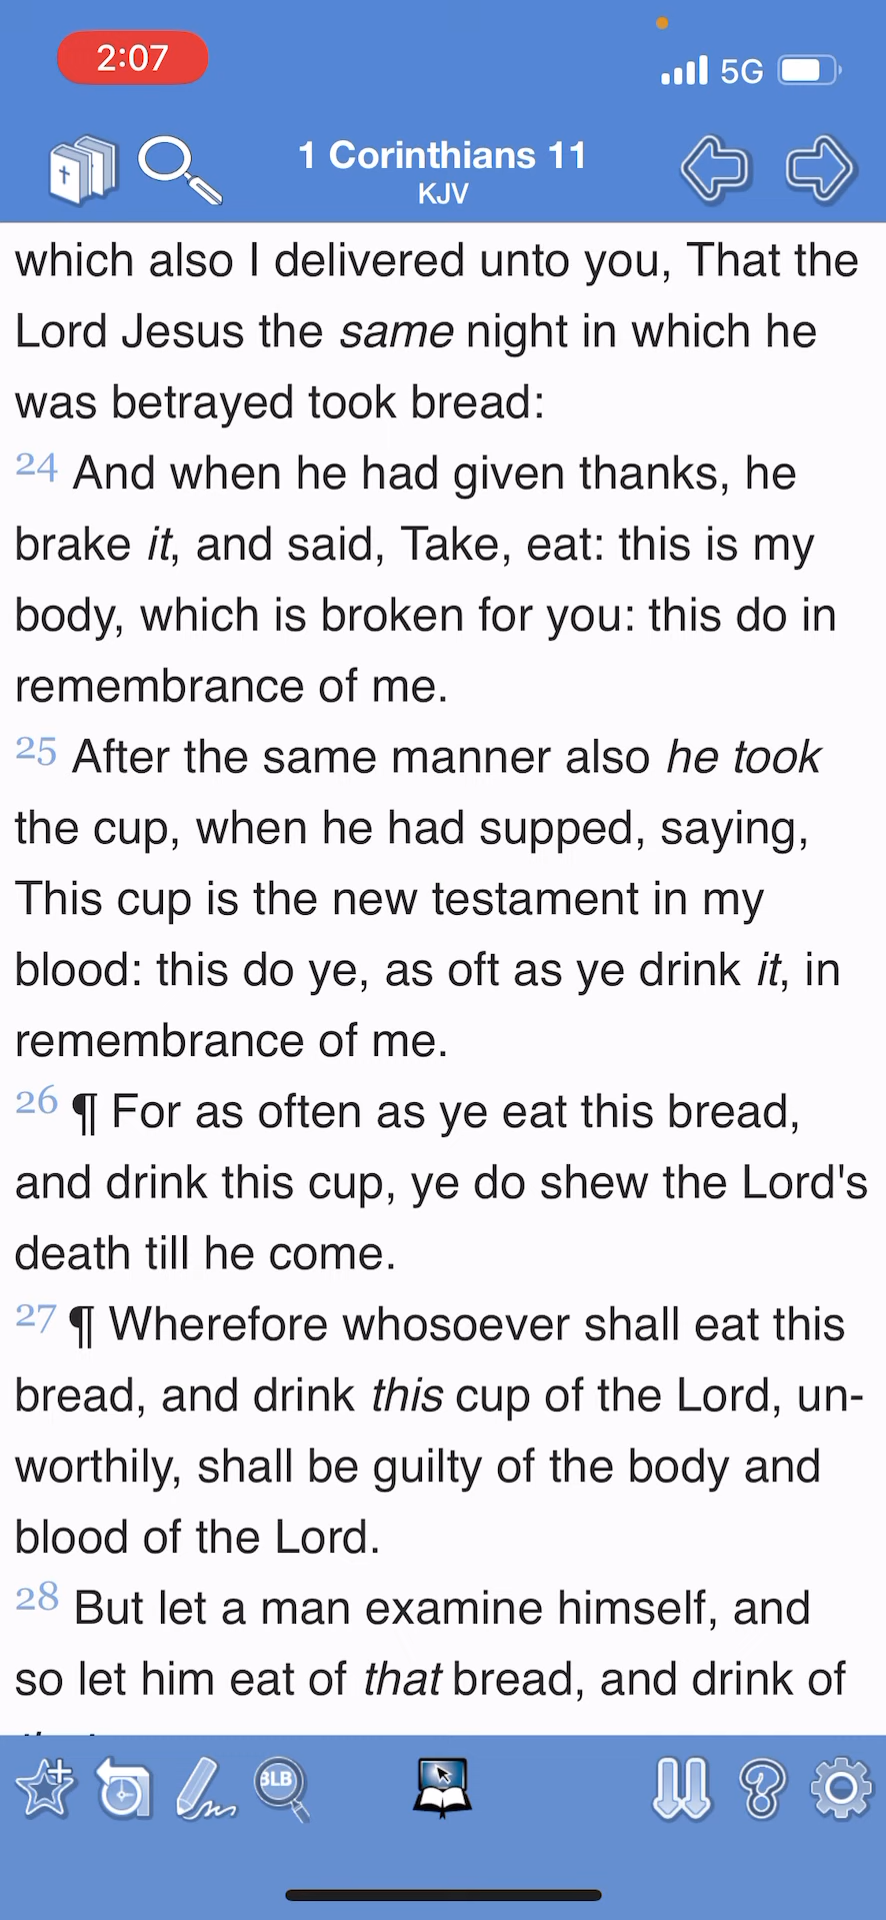 2:07
5G
1 Corinthians 11
KJV
which also I delivered unto you, That the
Lord Jesus the same night in which he
was betrayed took bread:
24 And when he had given thanks, he
brake it, and said, Take, eat: this is my
body, which is broken for you: this do in
remembrance of me.
25 After the same manner also he took
the cup, when he had supped, saying,
This cup is the new testament in my
blood: this do ye, as oft as ye drink it, in
remembrance of me.
26 ¶ For as often as ye eat this bread,
and drink this cup, ye do shew the Lord's
death till he come.
27 ¶ Wherefore whosoever shall eat this
bread, and drink this cup of the Lord, un-
worthily, shall be guilty of the body and
blood of the Lord.
28 But let a man examine himself, and
so let him eat of that bread, and drink of
BLB